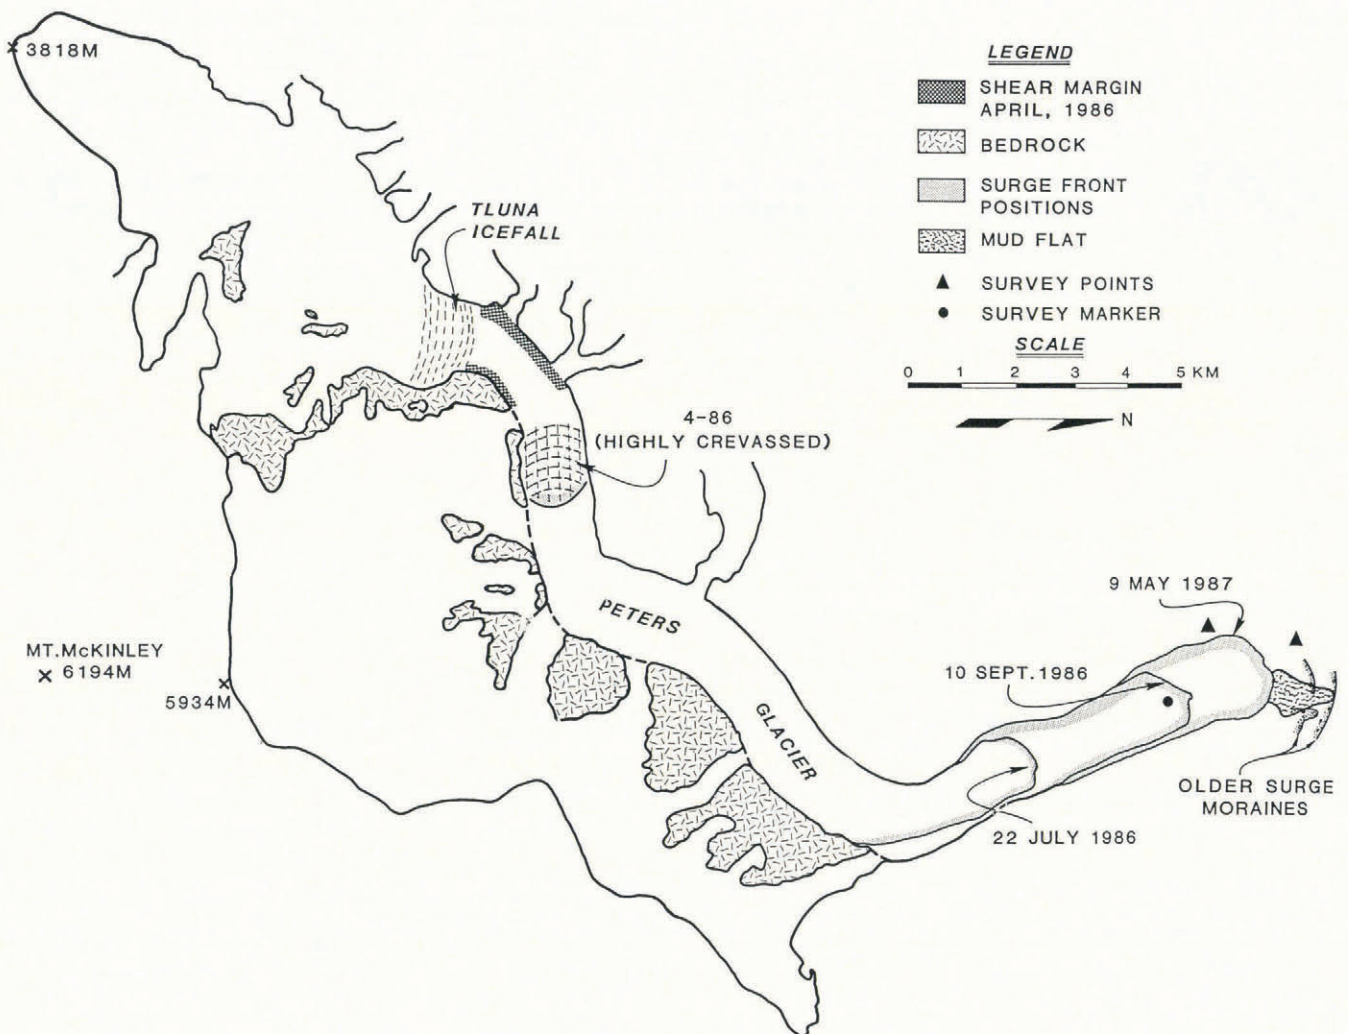 3818M
LEGEND
SHEAR MARGIN
APRIL, 1986
BEDROCK
SURGE FRONT
POSITIONS
MUD FLAT
SURVEY POINTS
SURVEY MARKER
SCALE
0 1 2 3 4 5 KM
N
TLUNA
ICEFALL
4-86
(HIGHLY CREVASSED)
PETERS
GLACIER
MT.McKINLEY
6194M
5934M
9 MAY 1987
10 SEPT.1986
22 JULY 1986
OLDER SURGE
MORAINES